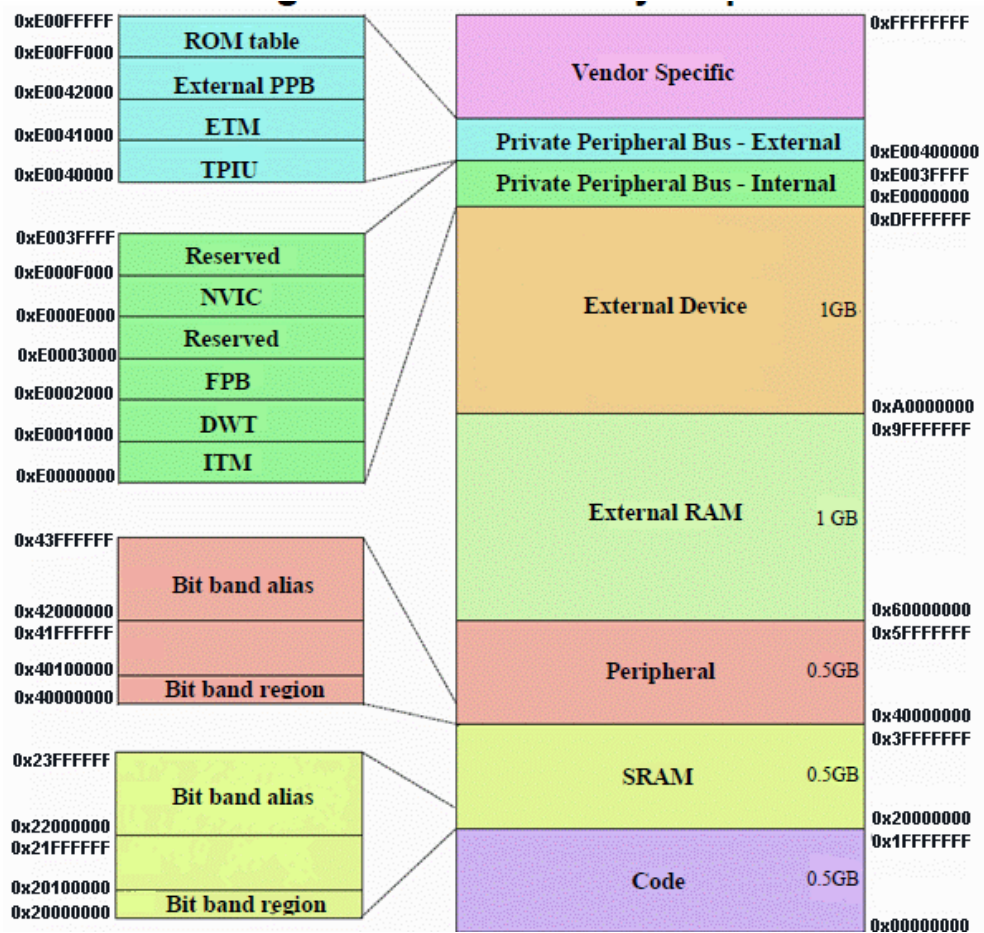 0xE00FFFFF
ROM table
0xE00FF000
External PPB
0xE0042000
ETM
0xE0041000
TPIU
0xE0040000
0xE003FFFF
Reserved
0xE000F000
NVIC
0xE000E000
Reserved
0xE0003000
FPB
0xE0002000
DWT
0xE0001000
ITM
0xE0000000
0x43FFFFFF
Bit band alias
0x42000000
0x41FFFFFF
0x40100000
Bit band region
0x40000000
0x23FFFFFF
Bit band alias
0x22000000
0x21FFFFFF
0x20100000
Bit band region
0x20000000
0xFFFFFFFF
Vendor Specific
Private Peripheral Bus - External
0xE00400000
Private Peripheral Bus - Internal
0xE003FFFF
0xE0000000
0xDFFFFFFF
External Device 1GB
0xA0000000
0x9FFFFFFF
External RAM 1 GB
0x60000000
0x5FFFFFFF
Peripheral 0.5GB
0x40000000
0x3FFFFFFF
SRAM 0.5GB
0x20000000
0x1FFFFFFF
Code 0.5GB
0x00000000